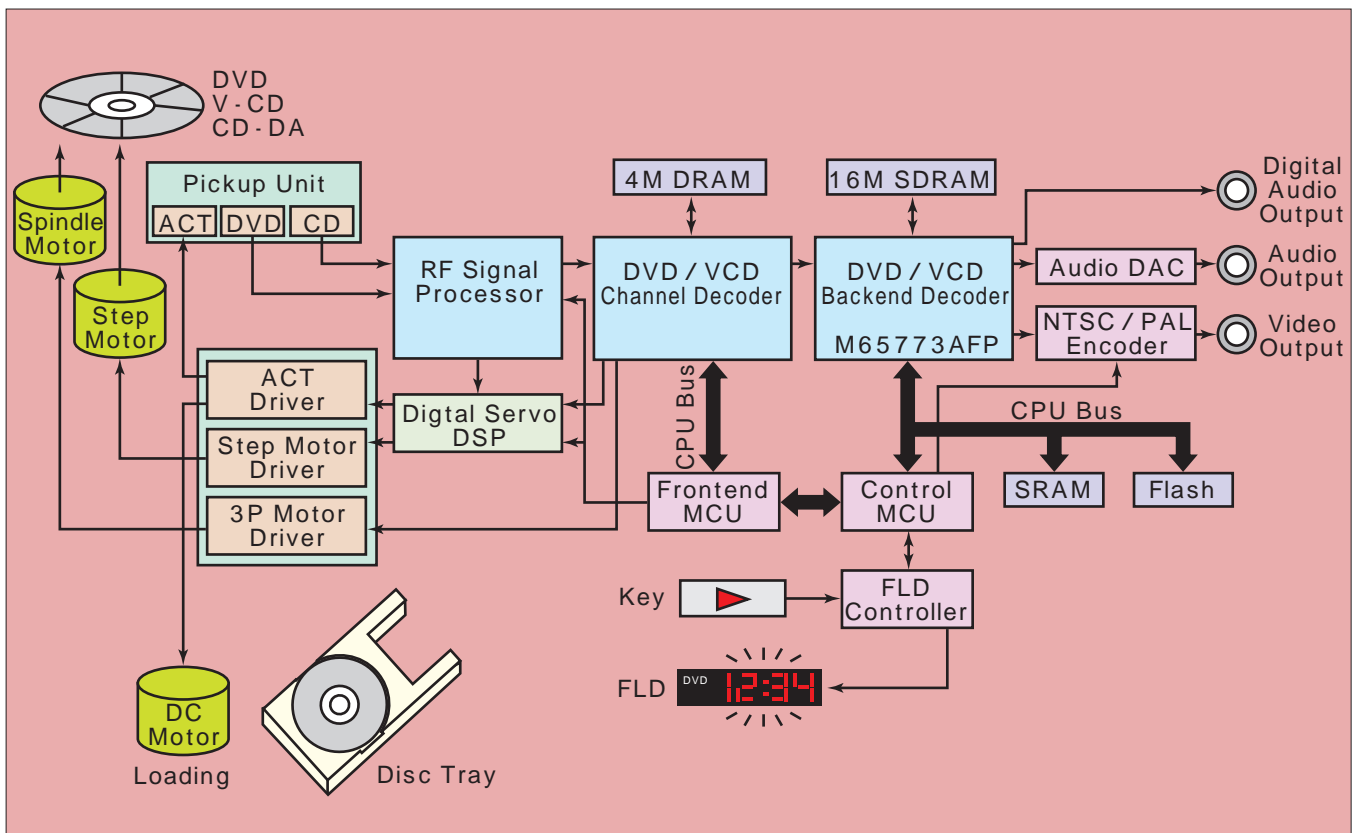 DVD
V-CD
CD-DA
Pickup Unit
ACT
DVD
CD
Spindle
Motor
Step
Motor
4M DRAM
16M SDRAM
Digital
Audio
Output
RF Signal
Processor
DVD / VCD
Channel Decoder
DVD / VCD
Backend Decoder
M65773AFP
Audio DAC
Audio
Output
NTSC / PAL
Encoder
Video
Output
ACT
Driver
Step Motor
Driver
3P Motor
Driver
Digtal Servo
DSP
CPU Bus
CPU Bus
Frontend
MCU
Control
MCU
SRAM
Flash
Key
FLD
Controller
FLD
DVD
12:34
DC
Motor
Loading
Disc Tray